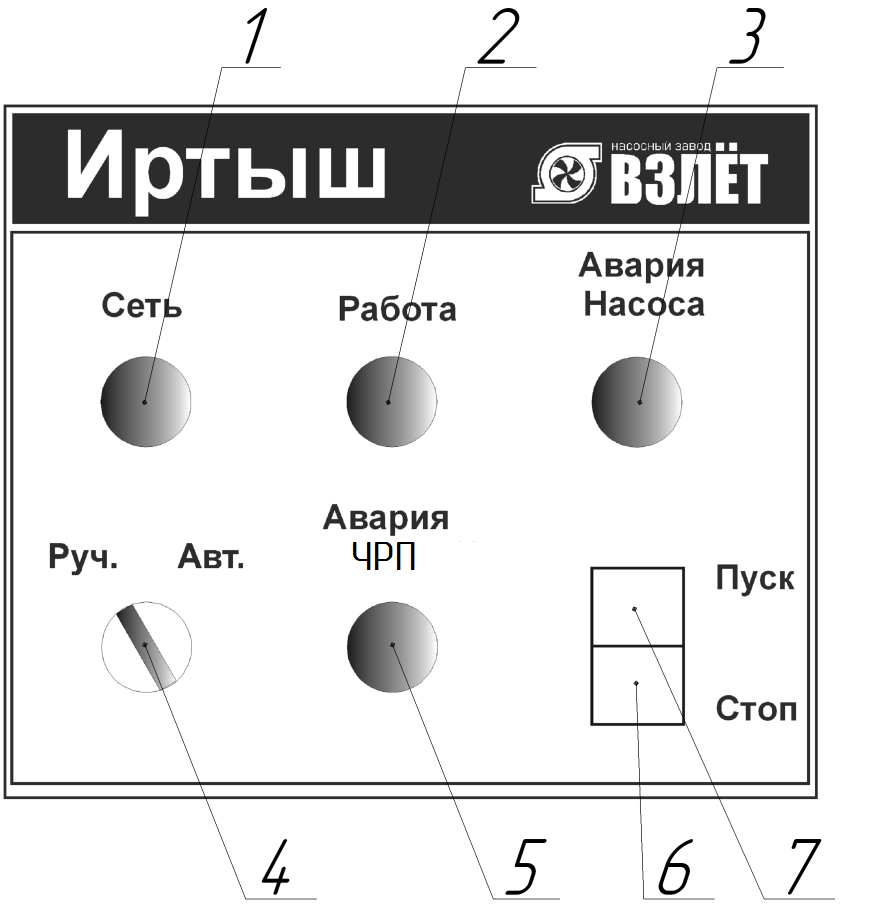 1 2 3
Иртыш
насосный завод
ВЗЛЁТ
Сеть
Работа
Авария
Насоса
Руч. Авт.
Авария
ЧРП
Пуск
Стоп
4 5 6 7